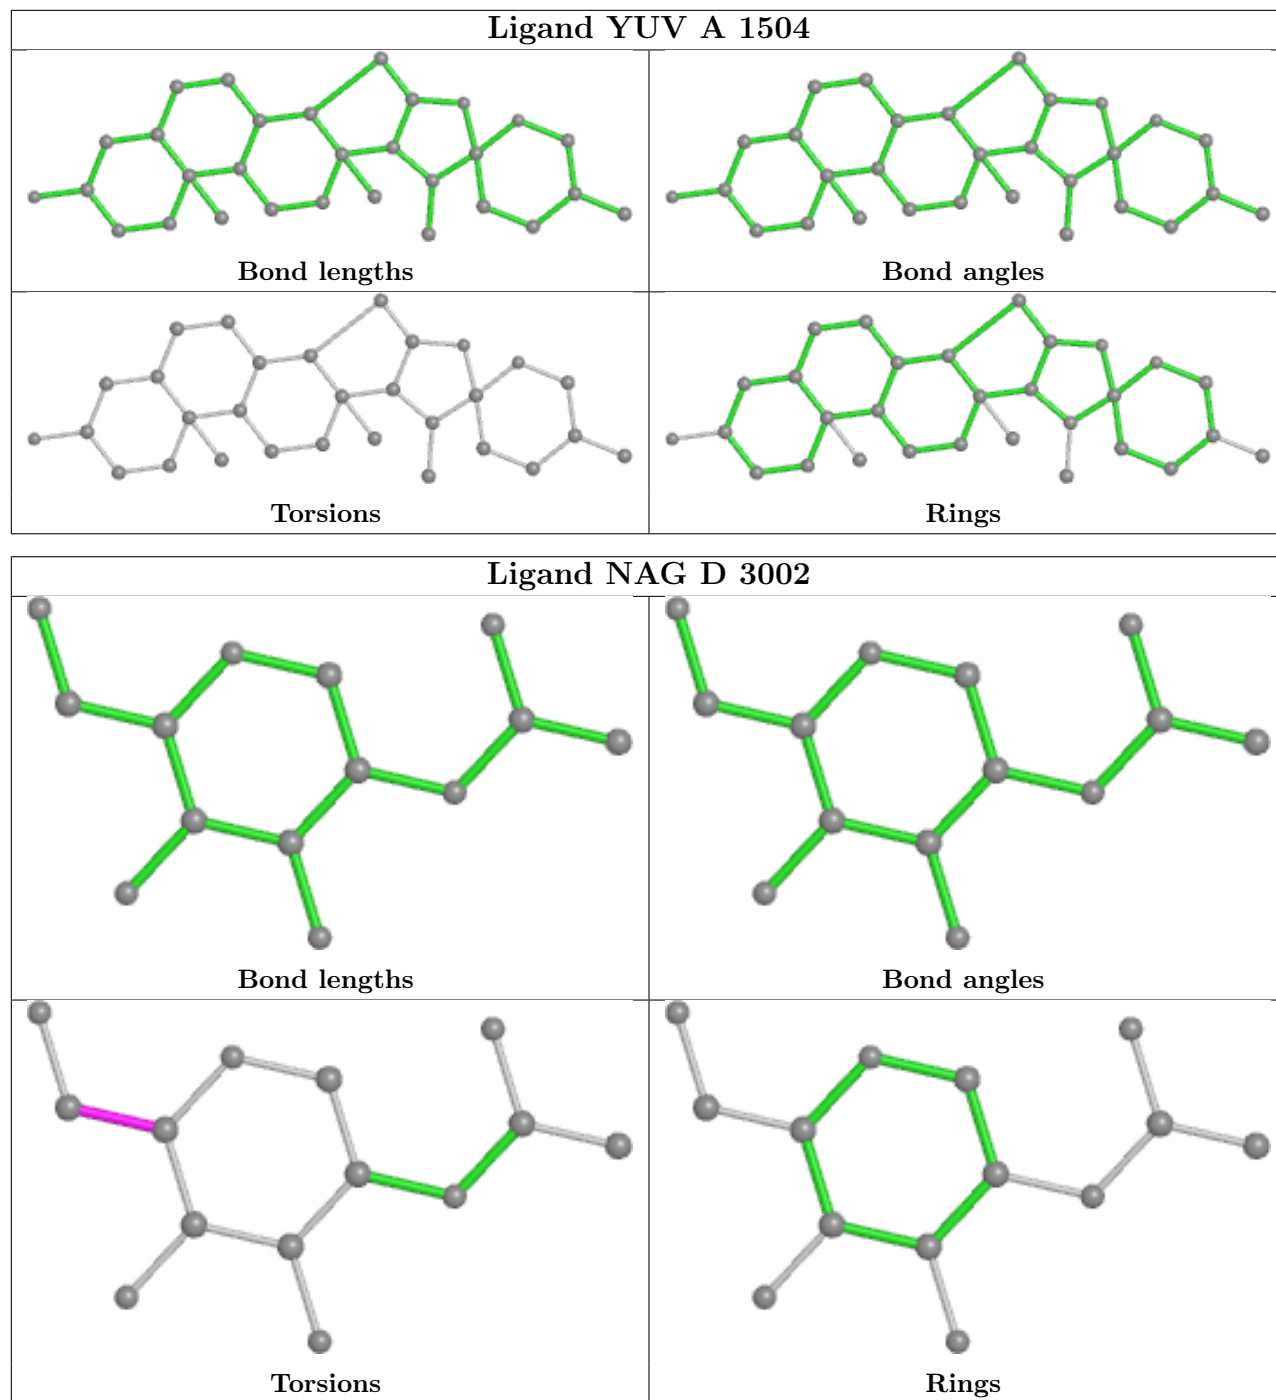 Ligand YUV A 1504
Bond lengths
Bond angles
Torsions
Rings
Ligand NAG D 3002
Bond lengths
Bond angles
Torsions
Rings